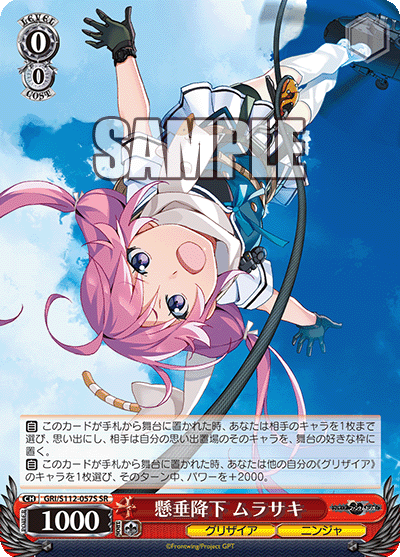 LEVEL
0
0
COST
SAMPLE
自 このカードが手札から舞台に置かれた時、あなたは相手のキャラを1枚まで
選び、思い出にし、相手は自分の思い出置場のそのキャラを、舞台の好きな枠に
置く。
自 このカードが手札から舞台に置かれた時、あなたは他の自分の《グリザイア》
のキャラを1枚選び、そのターン中、パワーを+2000。
CH GRI/S112-057S SR
1000
懸垂降下 ムラサキ
グリザイア
ニンジャ
©Frontwing/Project GPT